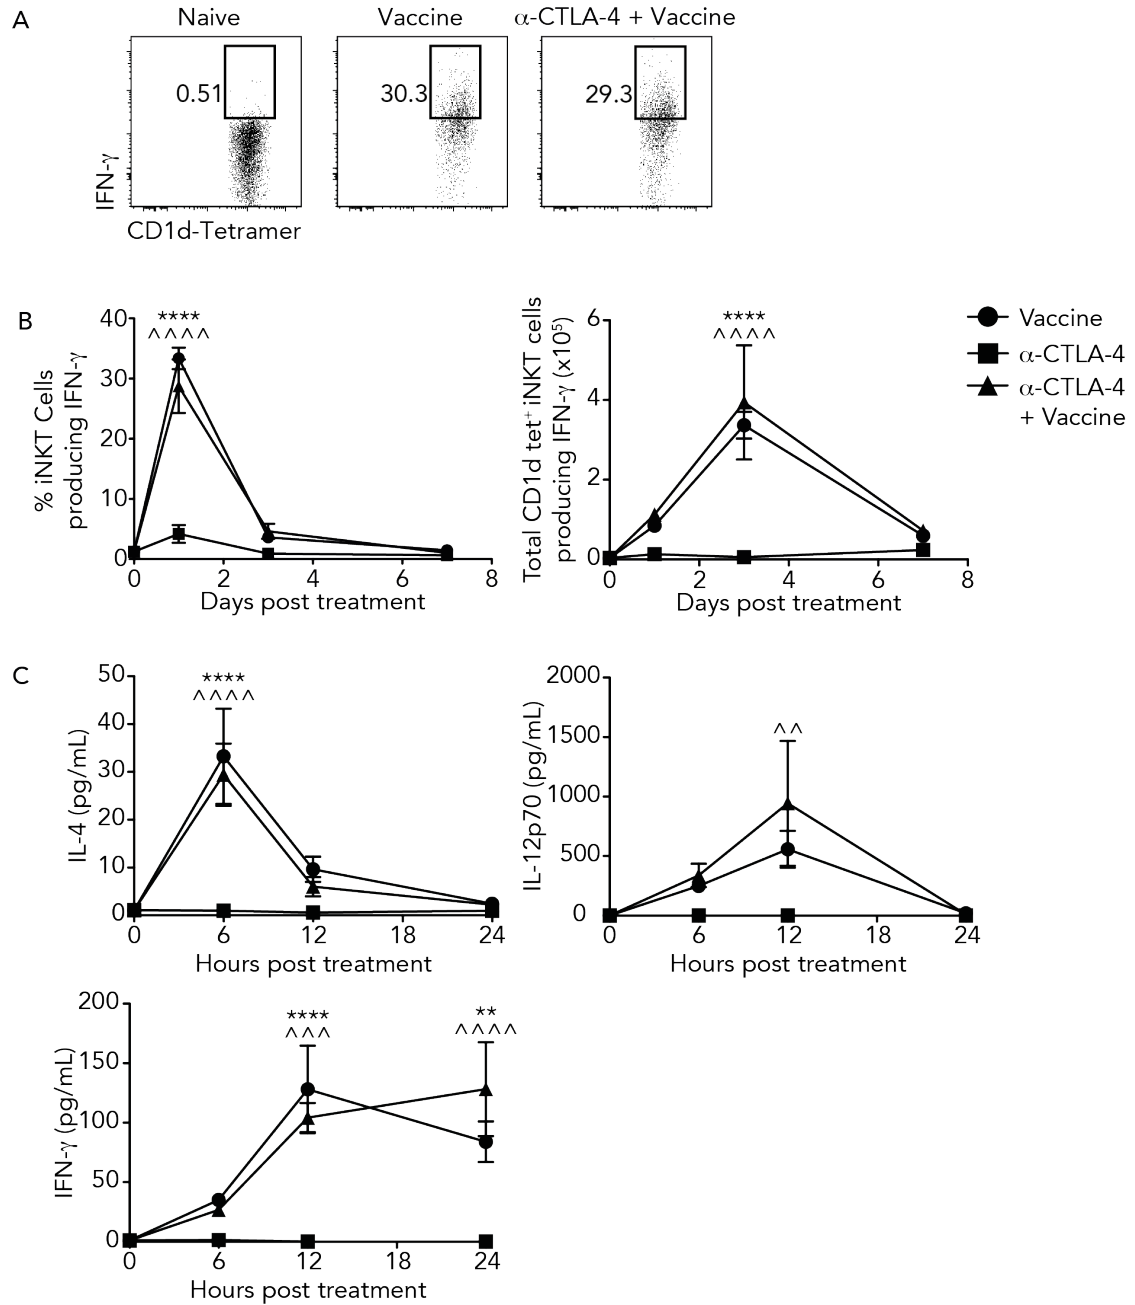 A
Naive
Vaccine
α-CTLA-4 + Vaccine
0.51
30.3
29.3
IFN-γ
CD1d-Tetramer
B
% iNKT Cells
producing IFN-γ
40
30
20
10
0
****
^^^^
0 2 4 6 8
Days post treatment
Total CD1d tet⁺ iNKT cells
producing IFN-γ (x10⁵)
6
4
2
0
****
^^^^
0 2 4 6 8
Days post treatment
Vaccine
α-CTLA-4
α-CTLA-4
+ Vaccine
C
IL-4 (pg/mL)
50
40
30
20
10
0
****
^^^^
0 6 12 18 24
Hours post treatment
IL-12p70 (pg/mL)
2000
1500
1000
500
0
^^
0 6 12 18 24
Hours post treatment
IFN-γ (pg/mL)
200
150
100
50
0
****
^^^
**
^^^^
0 6 12 18 24
Hours post treatment